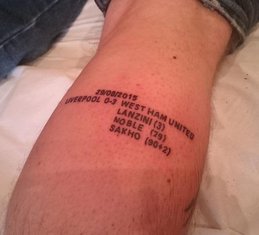 29/08/2015
LIVERPOOL 0-3 WEST HAM UNITED
LANZINI (3)
NOBLE (29)
SAKHO (90+2)